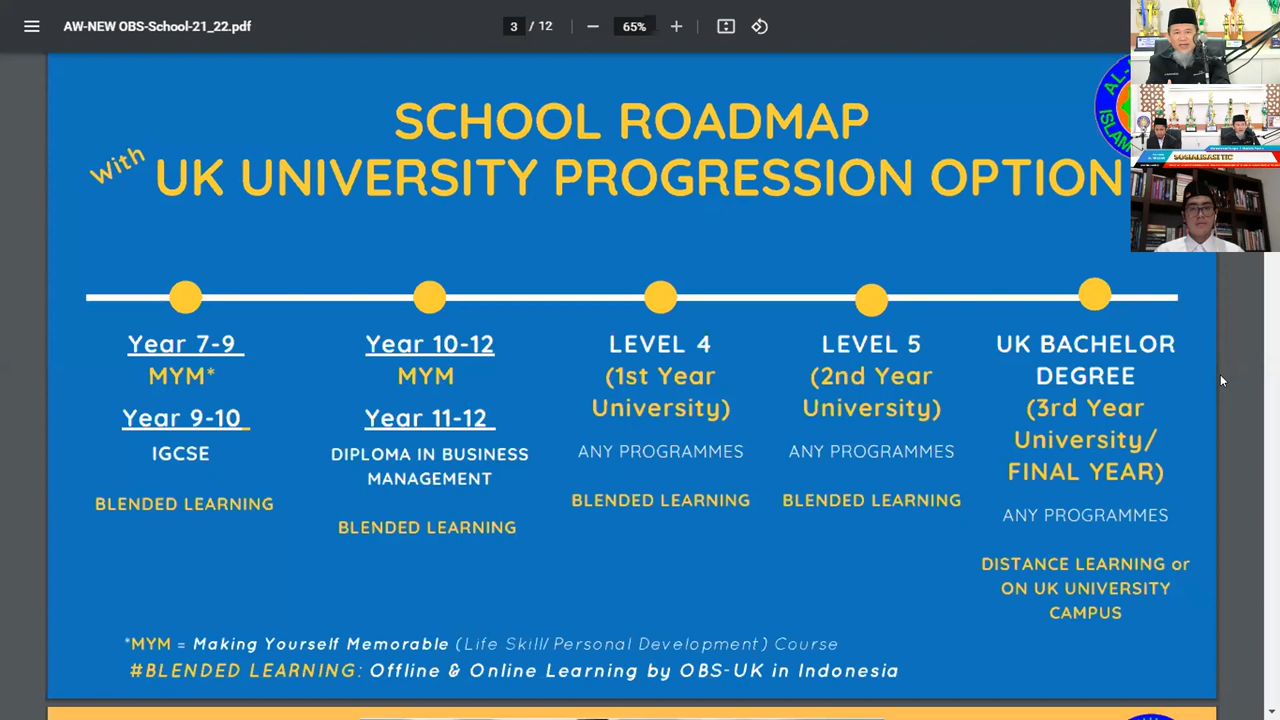 AW-NEW OBS-School-21_22.pdf
3 / 12
65%
SCHOOL ROADMAP
With
UK UNIVERSITY PROGRESSION OPTION
SOSIALISASI TIC
Year 7-9
MYM*
Year 9-10
IGCSE
BLENDED LEARNING
Year 10-12
MYM
Year 11-12
DIPLOMA IN BUSINESS
MANAGEMENT
BLENDED LEARNING
LEVEL 4
(1st Year
University)
ANY PROGRAMMES
BLENDED LEARNING
LEVEL 5
(2nd Year
University)
ANY PROGRAMMES
BLENDED LEARNING
UK BACHELOR
DEGREE
(3rd Year
University/
FINAL YEAR)
ANY PROGRAMMES
DISTANCE LEARNING or
ON UK UNIVERSITY
CAMPUS
*MYM = Making Yourself Memorable (Life Skill/Personal Development) Course
#BLENDED LEARNING: Offline & Online Learning by OBS-UK in Indonesia